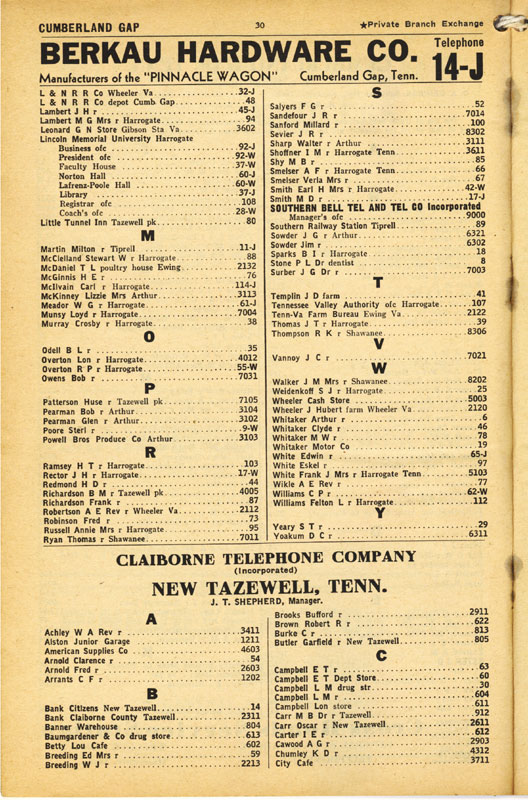 CUMBERLAND GAP 30 ★Private Branch Exchange
BERKAU HARDWARE CO. Telephone 14-J
Manufacturers of the "PINNACLE WAGON" Cumberland Gap, Tenn.
L & N R R Co Wheeler Va 32-J
L & N R R Co depot Cumb Gap 48
Lambert J H r 45-J
Lambert M G Mrs r Harrogate 94
Leonard G N Store Gibson Sta Va 3602
Lincoln Memorial University Harrogate
Business ofc 92-J
President ofc 92-W
Faculty House 37-W
Norton Hall 60-J
Lafrenz-Poole Hall 60-W
Library 37-J
Registrar ofc 108
Coach's ofc 28-W
Little Tunnel Inn Tazewell pk 80
M
Martin Milton r Tiprell 11-J
McClelland Stewart W r Harrogate 88
McDaniel T L poultry house Ewing 2132
McGinnis H E r 76
McIlvain Carl r Harrogate 114-J
McKinney Lizzie Mrs Arthur 3113
Meador W G r Harrogate 61-J
Munsy Loyd r Harrogate 7004
Murray Crosby r Harrogate 38
O
Odell B L r 35
Overton Lon r Harrogate 4012
Overton R P r Harrogate 55-W
Owens Bob r 7031
P
Patterson Huse r Tazewell pk 7105
Pearman Bob r Arthur 3104
Pearman Glen r Arthur 3102
Poore Sterl r 9-W
Powell Bros Produce Co Arthur 3103
R
Ramsey H T r Harrogate 103
Rector J H r Harrogate 17-W
Redmond H D r 44
Richardson B M r Tazewell pk 4005
Richardson Frank r 87
Robertson A E Rev r Wheeler Va 2112
Robinson Fred r 73
Russell Annie Mrs r Harrogate 95
Ryan Thomas r Shawanee 7011
S
Salyers F G r 52
Sandefour J R r 7014
Sanford Millard r 100
Sevier J R r 8302
Sharp Walter r Arthur 3111
Shoffner I M r Harrogate Tenn 3611
Shy M B r 85
Smelser A F r Harrogate Tenn 66
Smelser Verla Mrs r 67
Smith Earl H Mrs r Harrogate 42-W
Smith M D r 17-J
SOUTHERN BELL TEL AND TEL CO Incorporated
Manager's ofc 9000
Southern Railway Station Tiprell 89
Sowder J G r Arthur 6321
Sowder Jim r 6302
Sparks B I r Harrogate 18
Stone P L Dr dentist 8
Surber J G Dr r 7003
T
Templin J D farm 41
Tennessee Valley Authority ofc Harrogate 107
Tenn-Va Farm Bureau Ewing Va 2122
Thomas J T r Harrogate 39
Thompson R K r Shawanee 8306
V
Vannoy J C r 7021
W
Walker J M Mrs r Shawanee 8202
Weidenkoff S J r Harrogate 25
Wheeler Cash Store 5003
Wheeler J Hubert farm Wheeler Va 2120
Whitaker Arthur r 6
Whitaker Clyde r 46
Whitaker M W r 78
Whitaker Motor Co 19
White Edwin r 65-J
White Eskel r 97
White Frank J Mrs r Harrogate Tenn 5103
Wikle A E Rev r 77
Williams C P r 62-W
Williams Felton L r Harrogate 112
Y
Yeary S T r 29
Yoakum D C r 6311
CLAIBORNE TELEPHONE COMPANY
(Incorporated)
NEW TAZEWELL, TENN.
J. T. SHEPHERD, Manager.
A
Achley W A Rev r 3411
Alston Junior Garage 1211
American Supplies Co 4603
Arnold Clarence r 54
Arnold Fred r 2603
Arrants C F r 1202
B
Bank Citizens New Tazewell 14
Bank Claiborne County Tazewell 2311
Banner Warehouse 804
Baumgardener & Co drug store 613
Betty Lou Cafe 602
Breeding Ed Mrs r 59
Breeding W J r 2213
Brooks Bufford r 2911
Brown Robert R r 622
Burke C r 813
Butler Garfield r New Tazewell 805
C
Campbell E T r 63
Campbell E T Dept Store 60
Campbell L M drug str 30
Campbell L M r 604
Campbell Lon store 611
Carr M B Dr r Tazewell 912
Carr Oscar r New Tazewell 2611
Carter I E r 612
Cawood A G r 2903
Chumley K D r 4312
City Cafe 3711